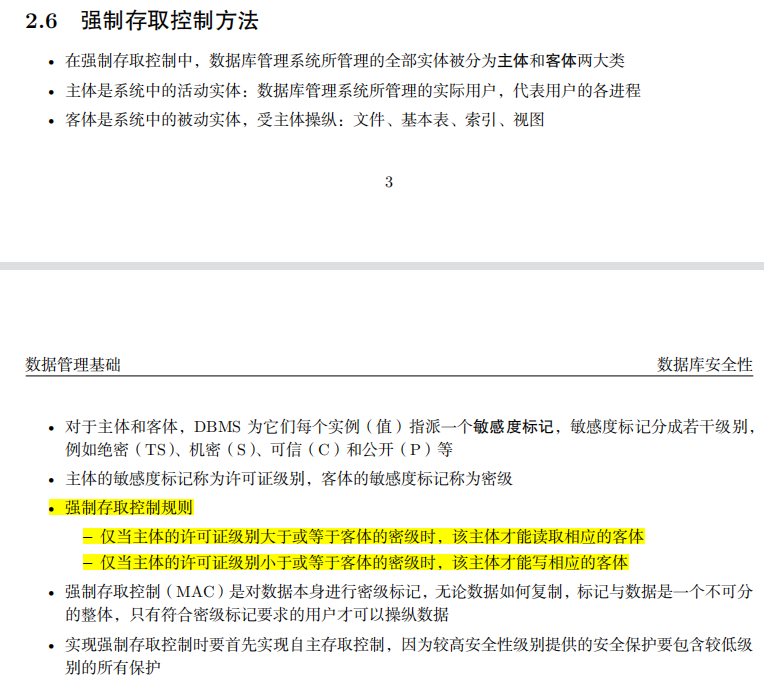 2.6 强制存取控制方法
• 在强制存取控制中，数据库管理系统所管理的全部实体被分为主体和客体两大类
• 主体是系统中的活动实体：数据库管理系统所管理的实际用户，代表用户的各进程
• 客体是系统中的被动实体，受主体操纵：文件、基本表、索引、视图
3
数据管理基础 数据库安全性
• 对于主体和客体，DBMS 为它们每个实例（值）指派一个敏感度标记，敏感度标记分成若干级别，
例如绝密（TS）、机密（S）、可信（C）和公开（P）等
• 主体的敏感度标记称为许可证级别，客体的敏感度标记称为密级
• 强制存取控制规则
– 仅当主体的许可证级别大于或等于客体的密级时，该主体才能读取相应的客体
– 仅当主体的许可证级别小于或等于客体的密级时，该主体才能写相应的客体
• 强制存取控制（MAC）是对数据本身进行密级标记，无论数据如何复制，标记与数据是一个不可分
的整体，只有符合密级标记要求的用户才可以操纵数据
• 实现强制存取控制时要首先实现自主存取控制，因为较高安全性级别提供的安全保护要包含较低级
别的所有保护